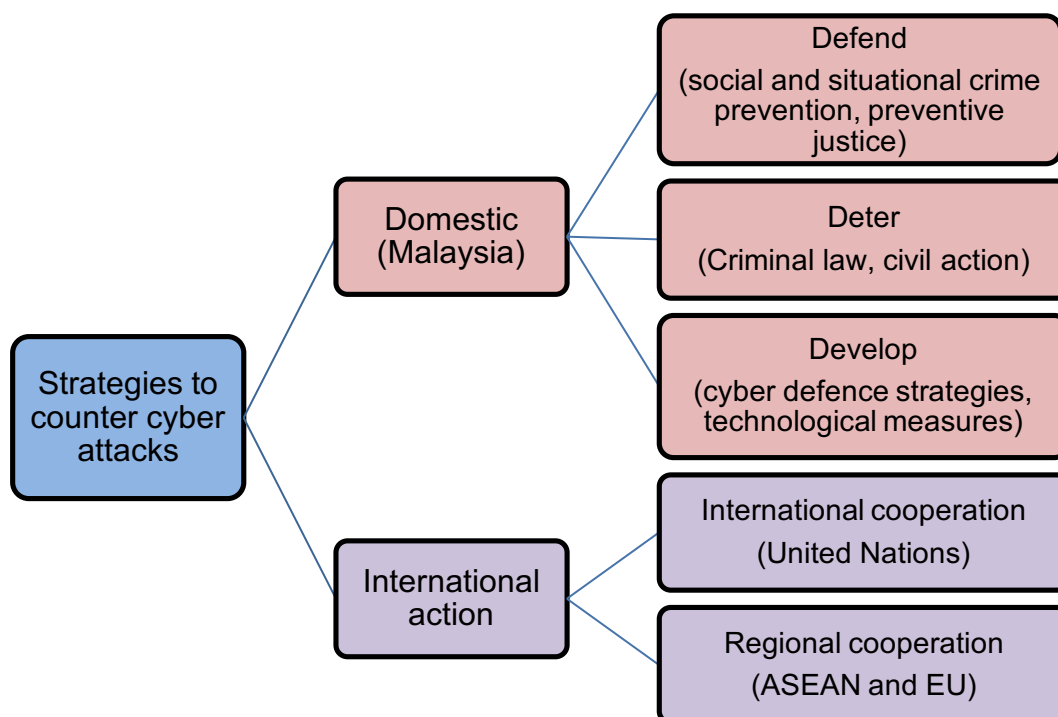 Strategies to
counter cyber
attacks
Domestic
(Malaysia)
Defend
(social and situational crime
prevention, preventive
justice)
Deter
(Criminal law, civil action)
Develop
(cyber defence strategies,
technological measures)
International
action
International cooperation
(United Nations)
Regional cooperation
(ASEAN and EU)